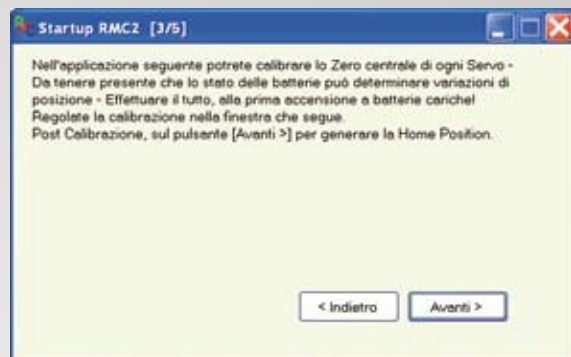 Startup RMC2 [3/5]
Nell'applicazione seguente potrete calibrare lo Zero centrale di ogni Servo -
Da tenere presente che lo stato delle batterie può determinare variazioni di
posizione - Effettuare il tutto, alla prima accensione a batterie cariche!
Regolate la calibrazione nella finestra che segue.
Post Calibrazione, sul pulsante [Avanti >] per generare la Home Position.
< Indietro
Avanti >